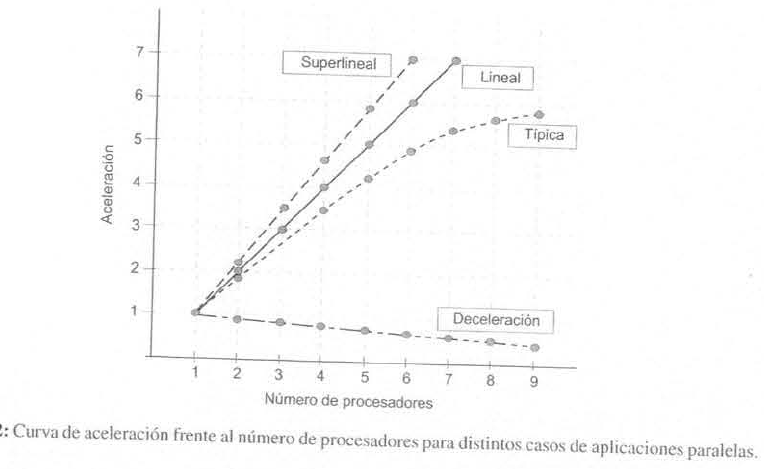 7
6
5
4
3
2
1
Aceleración
Superlineal
Lineal
Típica
Deceleración
1 2 3 4 5 6 7 8 9
Número de procesadores
2: Curva de aceleración frente al número de procesadores para distintos casos de aplicaciones paralelas.